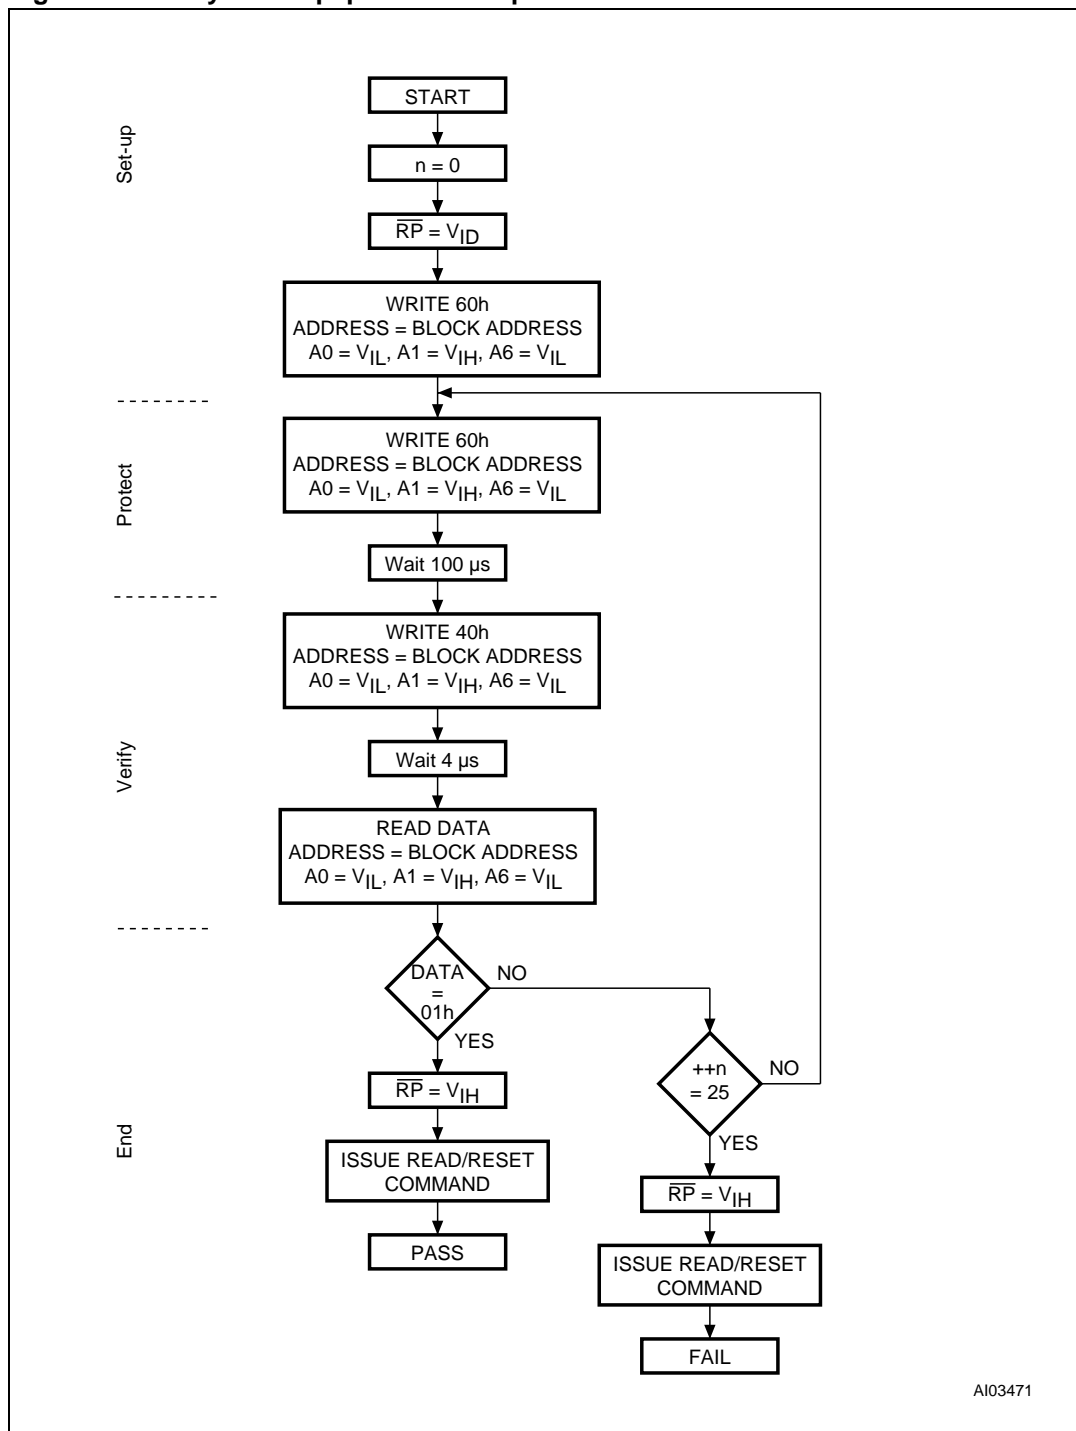 START
Set-up
n = 0
R̅P̅ = VID
WRITE 60h
ADDRESS = BLOCK ADDRESS
A0 = VIL, A1 = VIH, A6 = VIL
Protect
WRITE 60h
ADDRESS = BLOCK ADDRESS
A0 = VIL, A1 = VIH, A6 = VIL
Wait 100 µs
Verify
WRITE 40h
ADDRESS = BLOCK ADDRESS
A0 = VIL, A1 = VIH, A6 = VIL
Wait 4 µs
READ DATA
ADDRESS = BLOCK ADDRESS
A0 = VIL, A1 = VIH, A6 = VIL
End
DATA
=
01h
NO
YES
++n
= 25
NO
YES
R̅P̅ = VIH
ISSUE READ/RESET
COMMAND
PASS
R̅P̅ = VIH
ISSUE READ/RESET
COMMAND
FAIL
AI03471